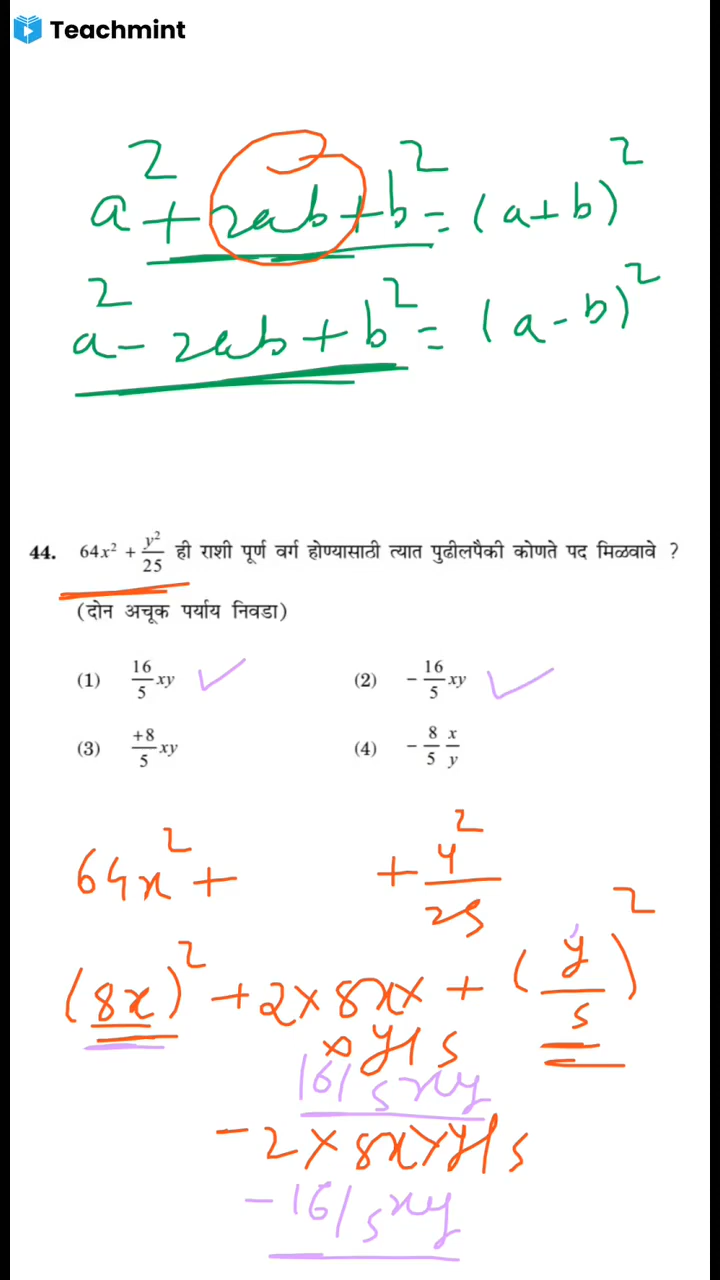 Teachmint
a² + 2ab + b² = (a + b)²
a² - 2ab + b² = (a - b)²
44. 64x² + y²/25 ही राशी पूर्ण वर्ग होण्यासाठी त्यात पुढीलपैकी कोणते पद मिळवावे ?
(दोन अचूक पर्याय निवडा)
(1) 16/5 xy (2) - 16/5 xy
(3) +8/5 xy (4) - 8/5 x/y
64x² + + y²/25
(8x)² + 2 × 8x × + (y/5)²
× y/5
16/5 xy
- 2 × 8x × y/5
- 16/5 xy